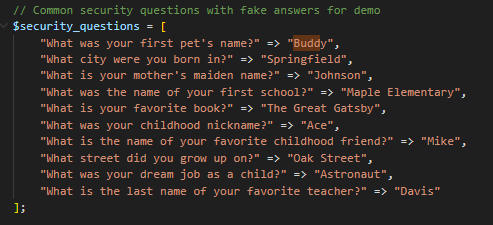 // Common security questions with fake answers for demo
$security_questions = [
"What was your first pet's name?" => "Buddy",
"What city were you born in?" => "Springfield",
"What is your mother's maiden name?" => "Johnson",
"What was the name of your first school?" => "Maple Elementary",
"What is your favorite book?" => "The Great Gatsby",
"What was your childhood nickname?" => "Ace",
"What is the name of your favorite childhood friend?" => "Mike",
"What street did you grow up on?" => "Oak Street",
"What was your dream job as a child?" => "Astronaut",
"What is the last name of your favorite teacher?" => "Davis"
];